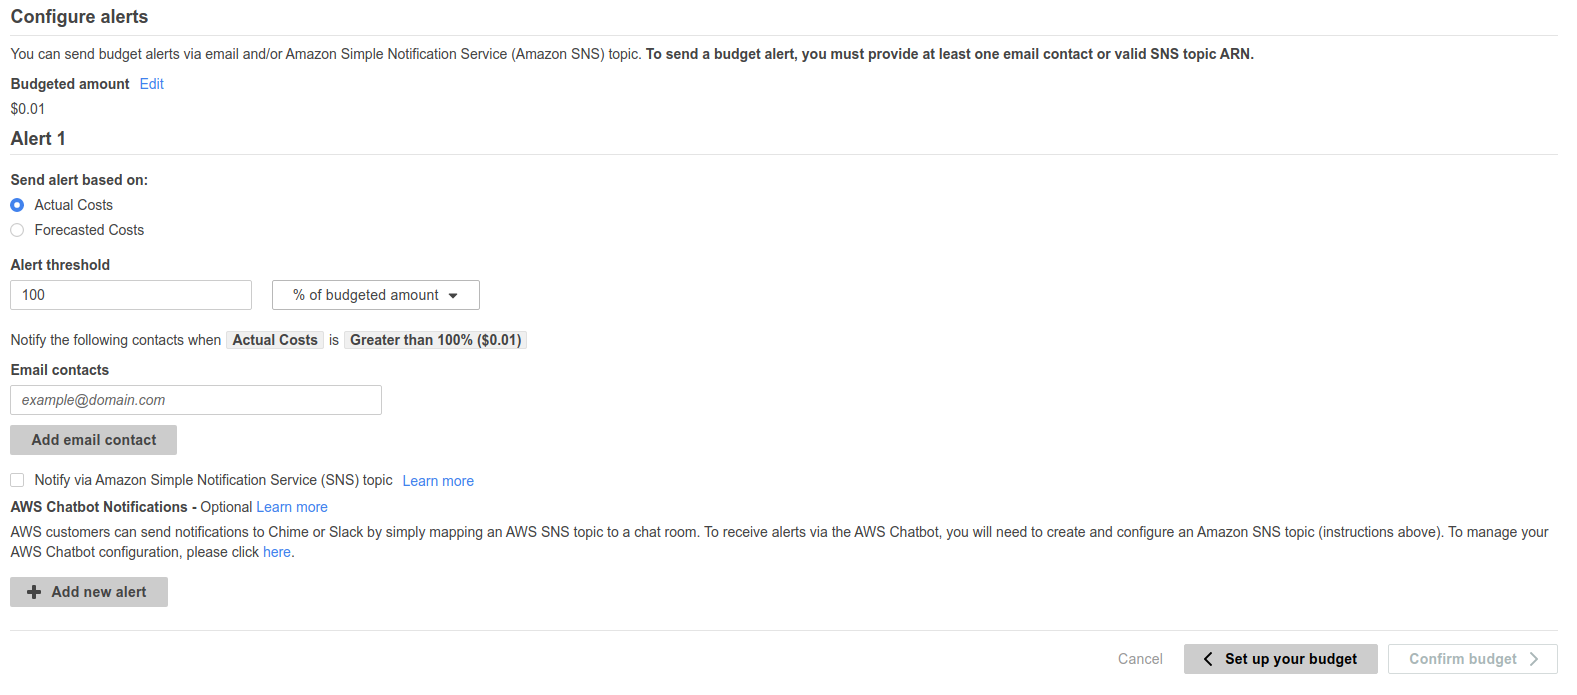 Configure alerts
You can send budget alerts via email and/or Amazon Simple Notification Service (Amazon SNS) topic. To send a budget alert, you must provide at least one email contact or valid SNS topic ARN.
Budgeted amount Edit
$0.01
Alert 1
Send alert based on:
Actual Costs
Forecasted Costs
Alert threshold
100 % of budgeted amount
Notify the following contacts when Actual Costs is Greater than 100% ($0.01)
Email contacts
example@domain.com
Add email contact
Notify via Amazon Simple Notification Service (SNS) topic Learn more
AWS Chatbot Notifications - Optional Learn more
AWS customers can send notifications to Chime or Slack by simply mapping an AWS SNS topic to a chat room. To receive alerts via the AWS Chatbot, you will need to create and configure an Amazon SNS topic (instructions above). To manage your
AWS Chatbot configuration, please click here.
Add new alert
Cancel Set up your budget Confirm budget